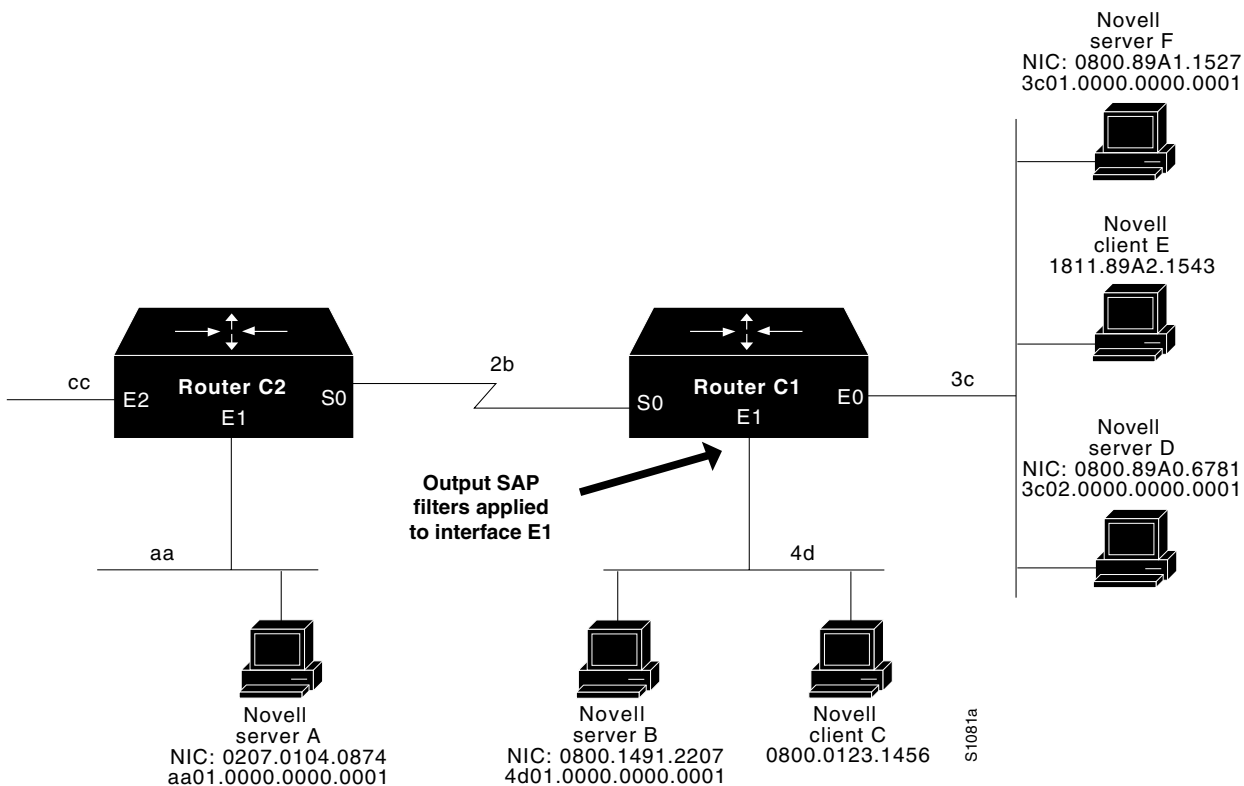 Novell
server F
NIC: 0800.89A1.1527
3c01.0000.0000.0001
Novell
client E
1811.89A2.1543
cc
E2
Router C2
E1
S0
2b
S0
Router C1
E1
E0
3c
Novell
server D
NIC: 0800.89A0.6781
3c02.0000.0000.0001
Output SAP
filters applied
to interface E1
aa
4d
Novell
server A
NIC: 0207.0104.0874
aa01.0000.0000.0001
Novell
server B
NIC: 0800.1491.2207
4d01.0000.0000.0001
Novell
client C
0800.0123.1456
S1081a